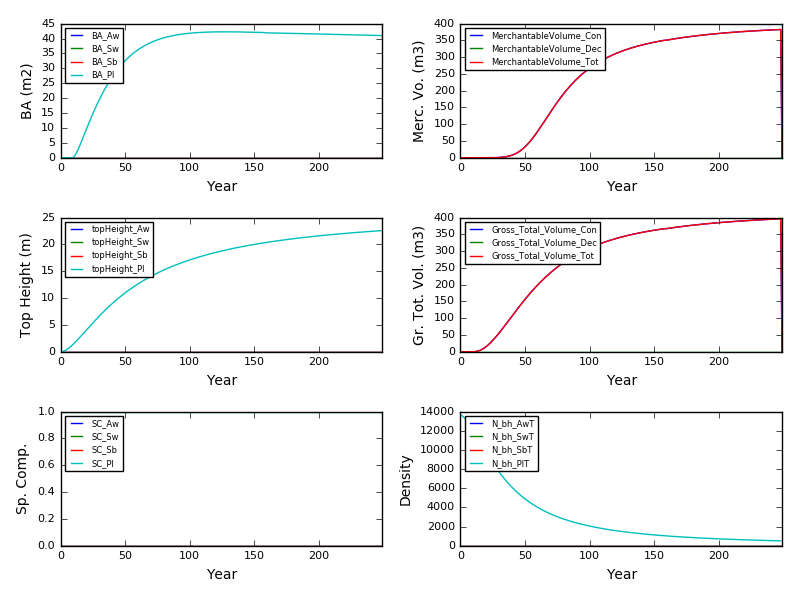 45
40
35
30
25
20
15
10
5
0
BA (m2)
BA_Aw
BA_Sw
BA_Sb
BA_Pl
0 50 100 150 200
Year
400
350
300
250
200
150
100
50
0
Merc. Vo. (m3)
MerchantableVolume_Con
MerchantableVolume_Dec
MerchantableVolume_Tot
0 50 100 150 200
Year
25
20
15
10
5
0
Top Height (m)
topHeight_Aw
topHeight_Sw
topHeight_Sb
topHeight_Pl
0 50 100 150 200
Year
400
350
300
250
200
150
100
50
0
Gr. Tot. Vol. (m3)
Gross_Total_Volume_Con
Gross_Total_Volume_Dec
Gross_Total_Volume_Tot
0 50 100 150 200
Year
1.0
0.8
0.6
0.4
0.2
0.0
Sp. Comp.
SC_Aw
SC_Sw
SC_Sb
SC_Pl
0 50 100 150 200
Year
14000
12000
10000
8000
6000
4000
2000
0
Density
N_bh_AwT
N_bh_SwT
N_bh_SbT
N_bh_PlT
0 50 100 150 200
Year